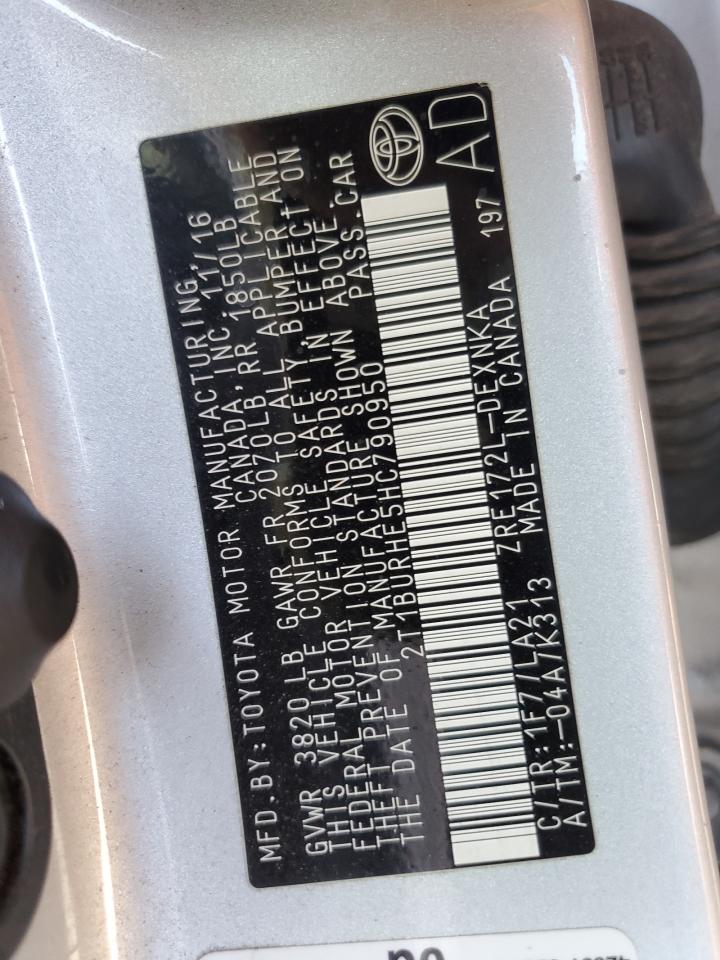 MFD.BY:TOYOTA MOTOR MANUFACTURING,
CANADA, INC. 11/16
GVWR 3820 LB GAWR FR 2070LB, RR 1850LB
THIS VEHICLE CONFORMS TO ALL APPLICABLE
FEDERAL MOTOR VEHICLE SAFETY, BUMPER AND
THEFT PREVENTION STANDARDS IN EFFECT ON
THE DATE OF MANUFACTURE SHOWN ABOVE.
2T1BURHE5HC790950 PASS.CAR
C/TR:1F7/LA21 ZRE172L-DEXNKA 197 AD
A/TM:-04A/K313 MADE IN CANADA